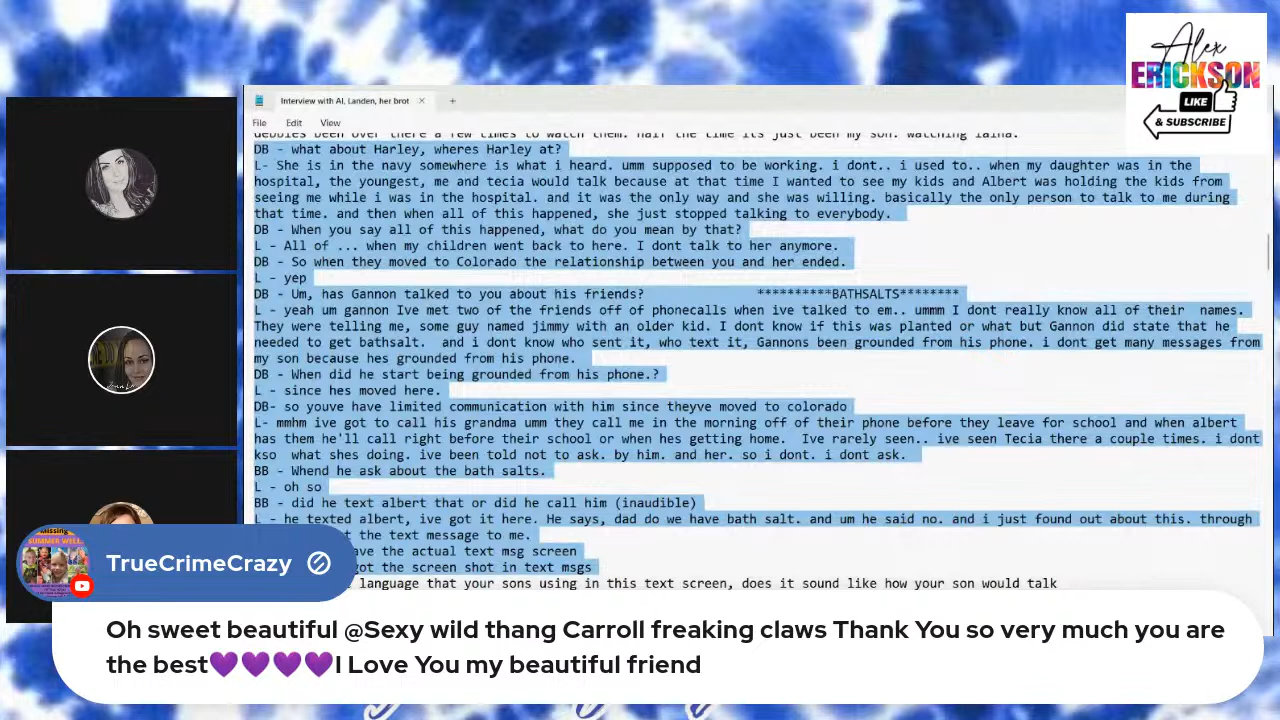 Alex
ERICKSON
LIKE
& SUBSCRIBE
Interview with Al, Landen, her brot
File Edit View
debbies been over there a few times to watch them. half the time its just been my son. watching laina.
DB - what about Harley, wheres Harley at?
L- She is in the navy somewhere is what i heard. umm supposed to be working. i dont.. i used to.. when my daughter was in the
hospital, the youngest, me and tecia would talk because at that time I wanted to see my kids and Albert was holding the kids from
seeing me while i was in the hospital. and it was the only way and she was willing. basically the only person to talk to me during
that time. and then when all of this happened, she just stopped talking to everybody.
DB - When you say all of this happened, what do you mean by that?
L - All of ... when my children went back to here. I dont talk to her anymore.
DB - So when they moved to Colorado the relationship between you and her ended.
L - yep
DB - Um, has Gannon talked to you about his friends? **********BATHSALTS********
L - yeah um gannon Ive met two of the friends off of phonecalls when ive talked to em.. ummm I dont really know all of their names.
They were telling me, some guy named jimmy with an older kid. I dont know if this was planted or what but Gannon did state that he
needed to get bathsalt. and i dont know who sent it, who text it, Gannons been grounded from his phone. i dont get many messages from
my son because hes grounded from his phone.
DB - When did he start being grounded from his phone.?
L - since hes moved here.
DB- so youve have limited communication with him since theyve moved to colorado
L- mmhm ive got to call his grandma umm they call me in the morning off of their phone before they leave for school and when albert
has them he'll call right before their school or when hes getting home. Ive rarely seen.. ive seen Tecia there a couple times. i dont
kso what shes doing. ive been told not to ask. by him. and her. so i dont. i dont ask.
BB - Whend he ask about the bath salts.
L - oh so
BB - did he text albert that or did he call him (inaudible)
L - he texted albert, ive got it here. He says, dad do we have bath salt. and um he said no. and i just found out about this. through
the text message to me.
the actual text msg screen
got the screen shot in text msgs
language that your sons using in this text screen, does it sound like how your son would talk
Missing
SUMMER WELL
TrueCrimeCrazy
Oh sweet beautiful @Sexy wild thang Carroll freaking claws Thank You so very much you are
the best💜💜💜💜I Love You my beautiful friend